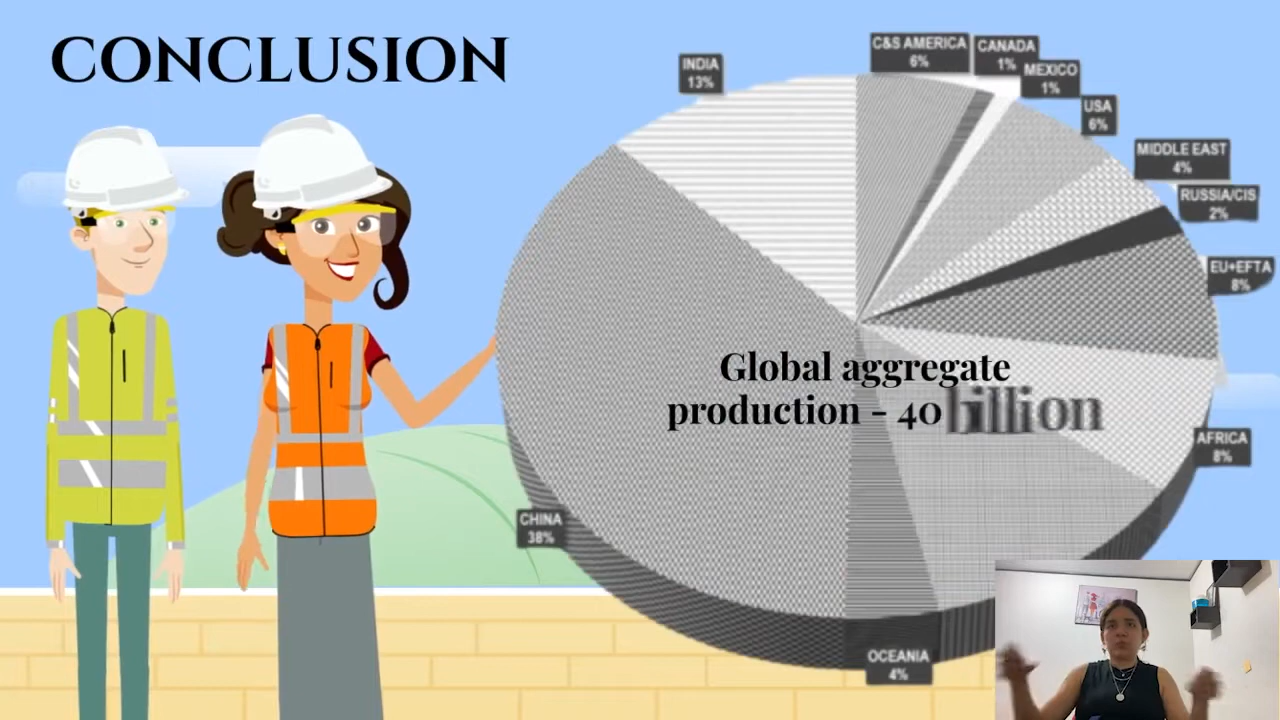 CONCLUSION
INDIA
13%
C&S AMERICA
6%
CANADA
1%
MEXICO
1%
USA
6%
MIDDLE EAST
4%
RUSSIA/CIS
2%
EU+EFTA
8%
AFRICA
8%
Global aggregate
production - 40 billion
CHINA
38%
OCEANIA
4%